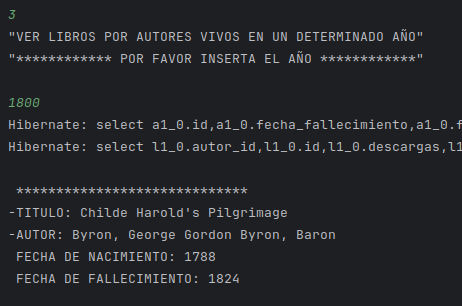 3
"VER LIBROS POR AUTORES VIVOS EN UN DETERMINADO AÑO"
"************ POR FAVOR INSERTA EL AÑO ************"
1800
Hibernate: select a1_0.id,a1_0.fecha_fallecimiento,a1_0.f
Hibernate: select l1_0.autor_id,l1_0.id,l1_0.descargas,l1
*****************************
-TITULO: Childe Harold's Pilgrimage
-AUTOR: Byron, George Gordon Byron, Baron
FECHA DE NACIMIENTO: 1788
FECHA DE FALLECIMIENTO: 1824